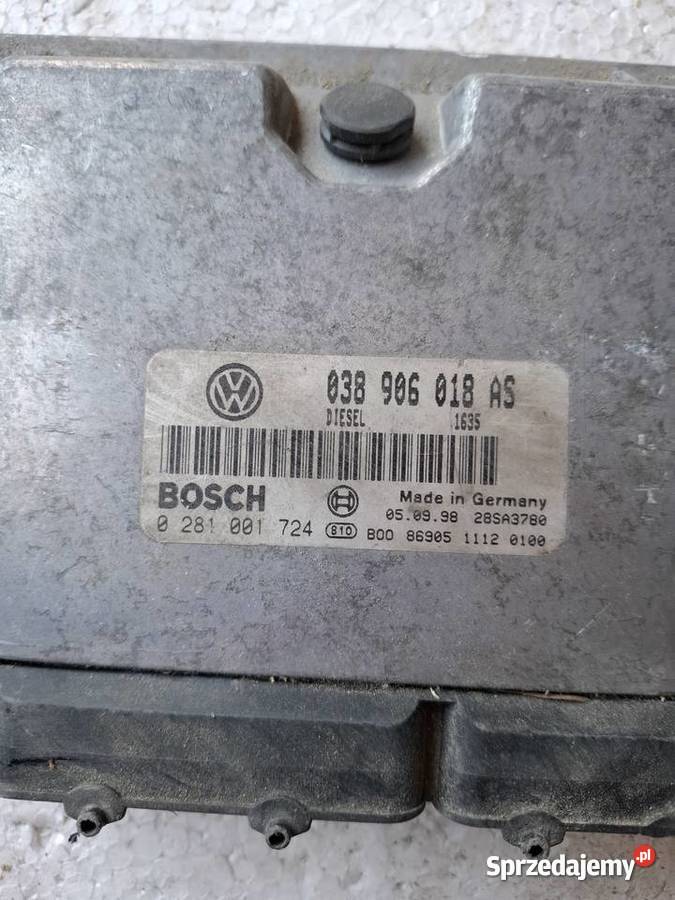 038 906 018 AS
DIESEL 1635
BOSCH Made in Germany
05.09.98 28SA3780
0 281 001 724 810 B00 86905 1112 0100
Sprzedajemy.pl